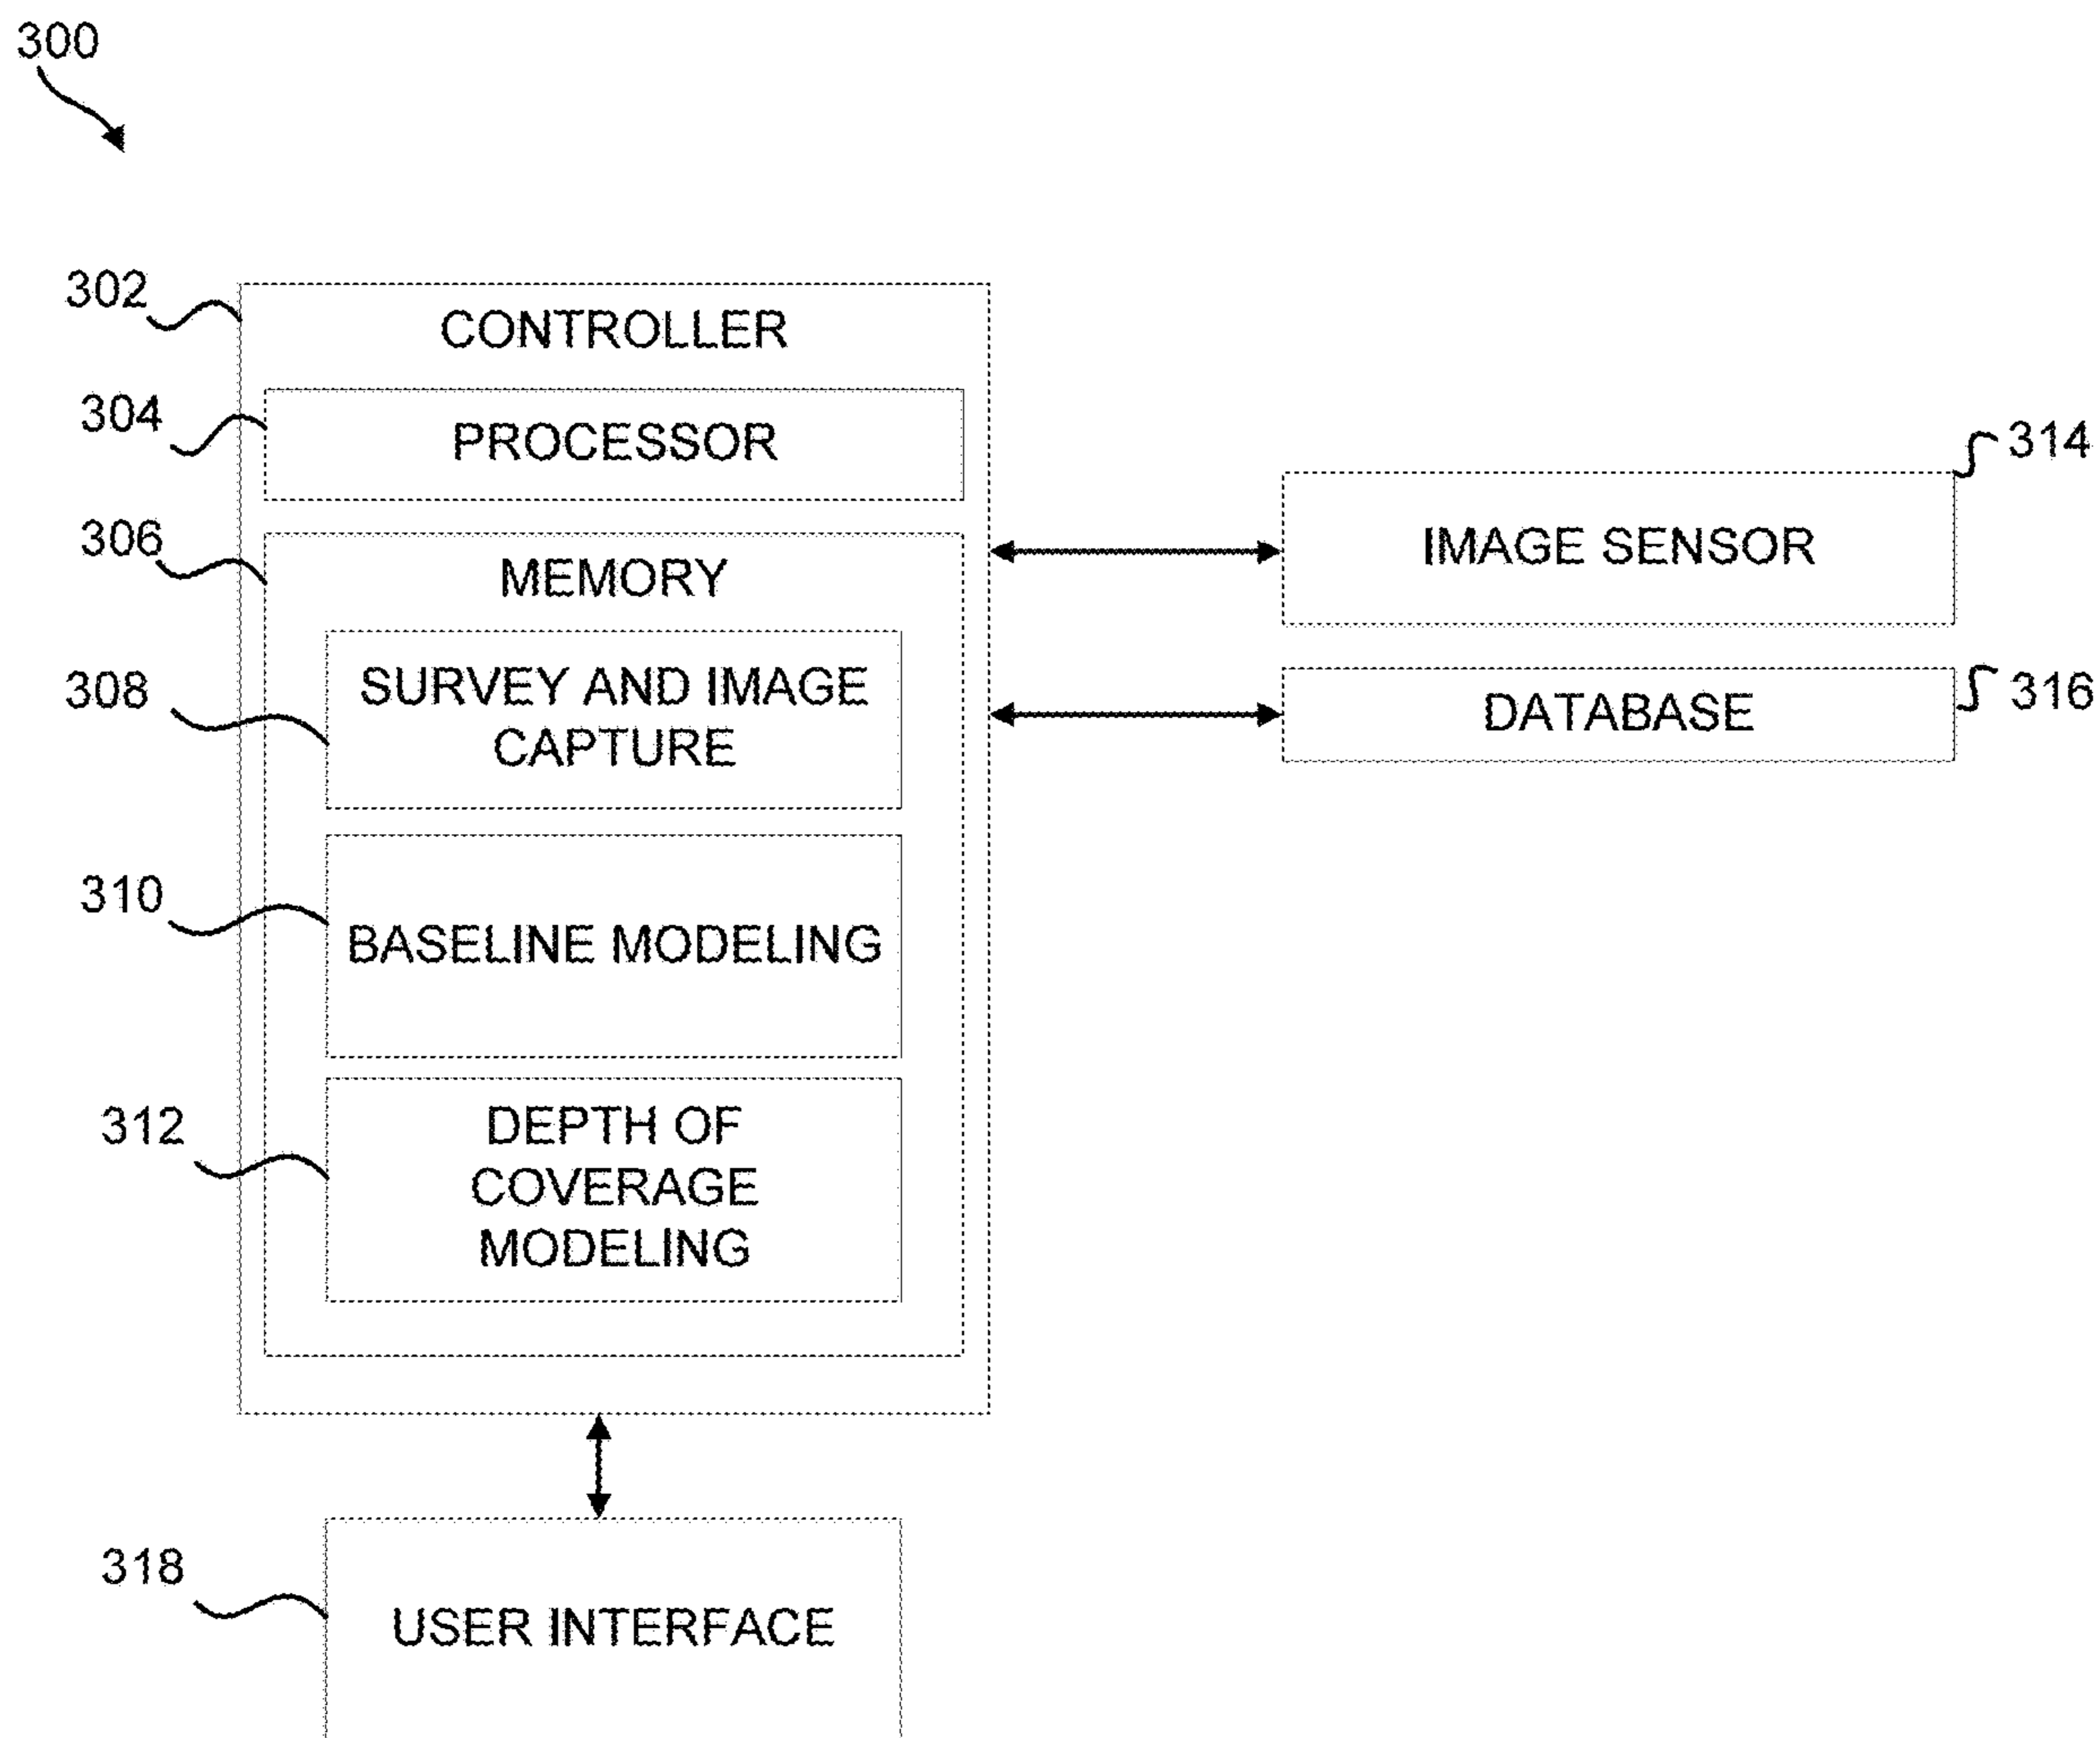 300
302
CONTROLLER
304
PROCESSOR
314
IMAGE SENSOR
306
MEMORY
308
SURVEY AND IMAGE
CAPTURE
316
DATABASE
310
BASELINE MODELING
312
DEPTH OF
COVERAGE
MODELING
318
USER INTERFACE